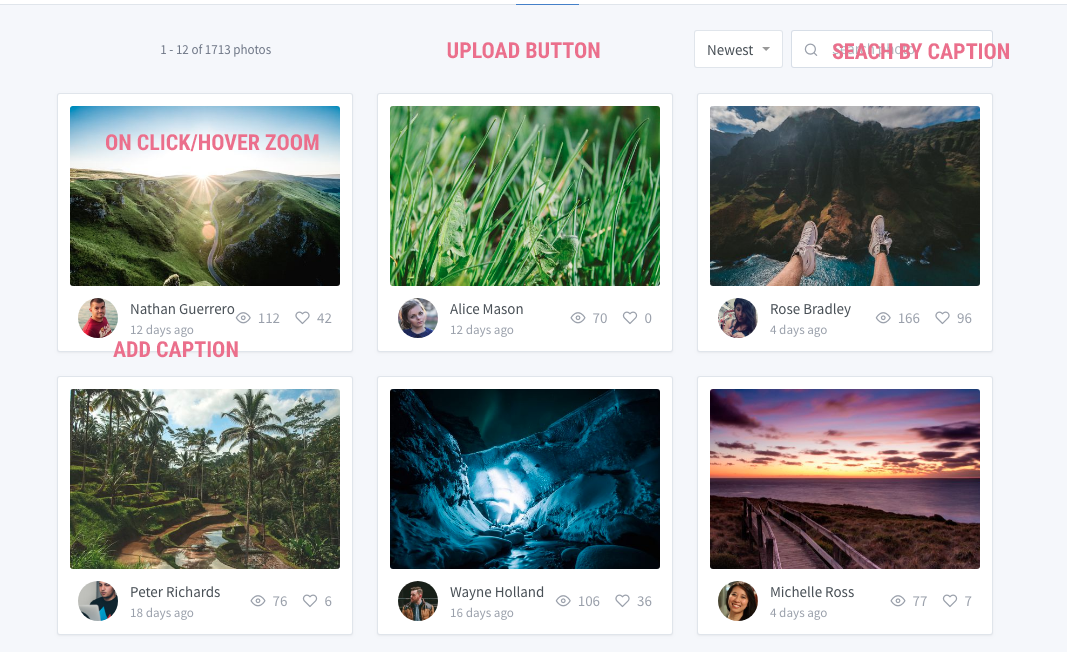 1 - 12 of 1713 photos
UPLOAD BUTTON
Newest
SEACH BY CAPTION
ON CLICK/HOVER ZOOM
Nathan Guerrero
112
42
12 days ago
ADD CAPTION
Alice Mason
70
0
12 days ago
Rose Bradley
166
96
4 days ago
Peter Richards
76
6
18 days ago
Wayne Holland
106
36
16 days ago
Michelle Ross
77
7
4 days ago